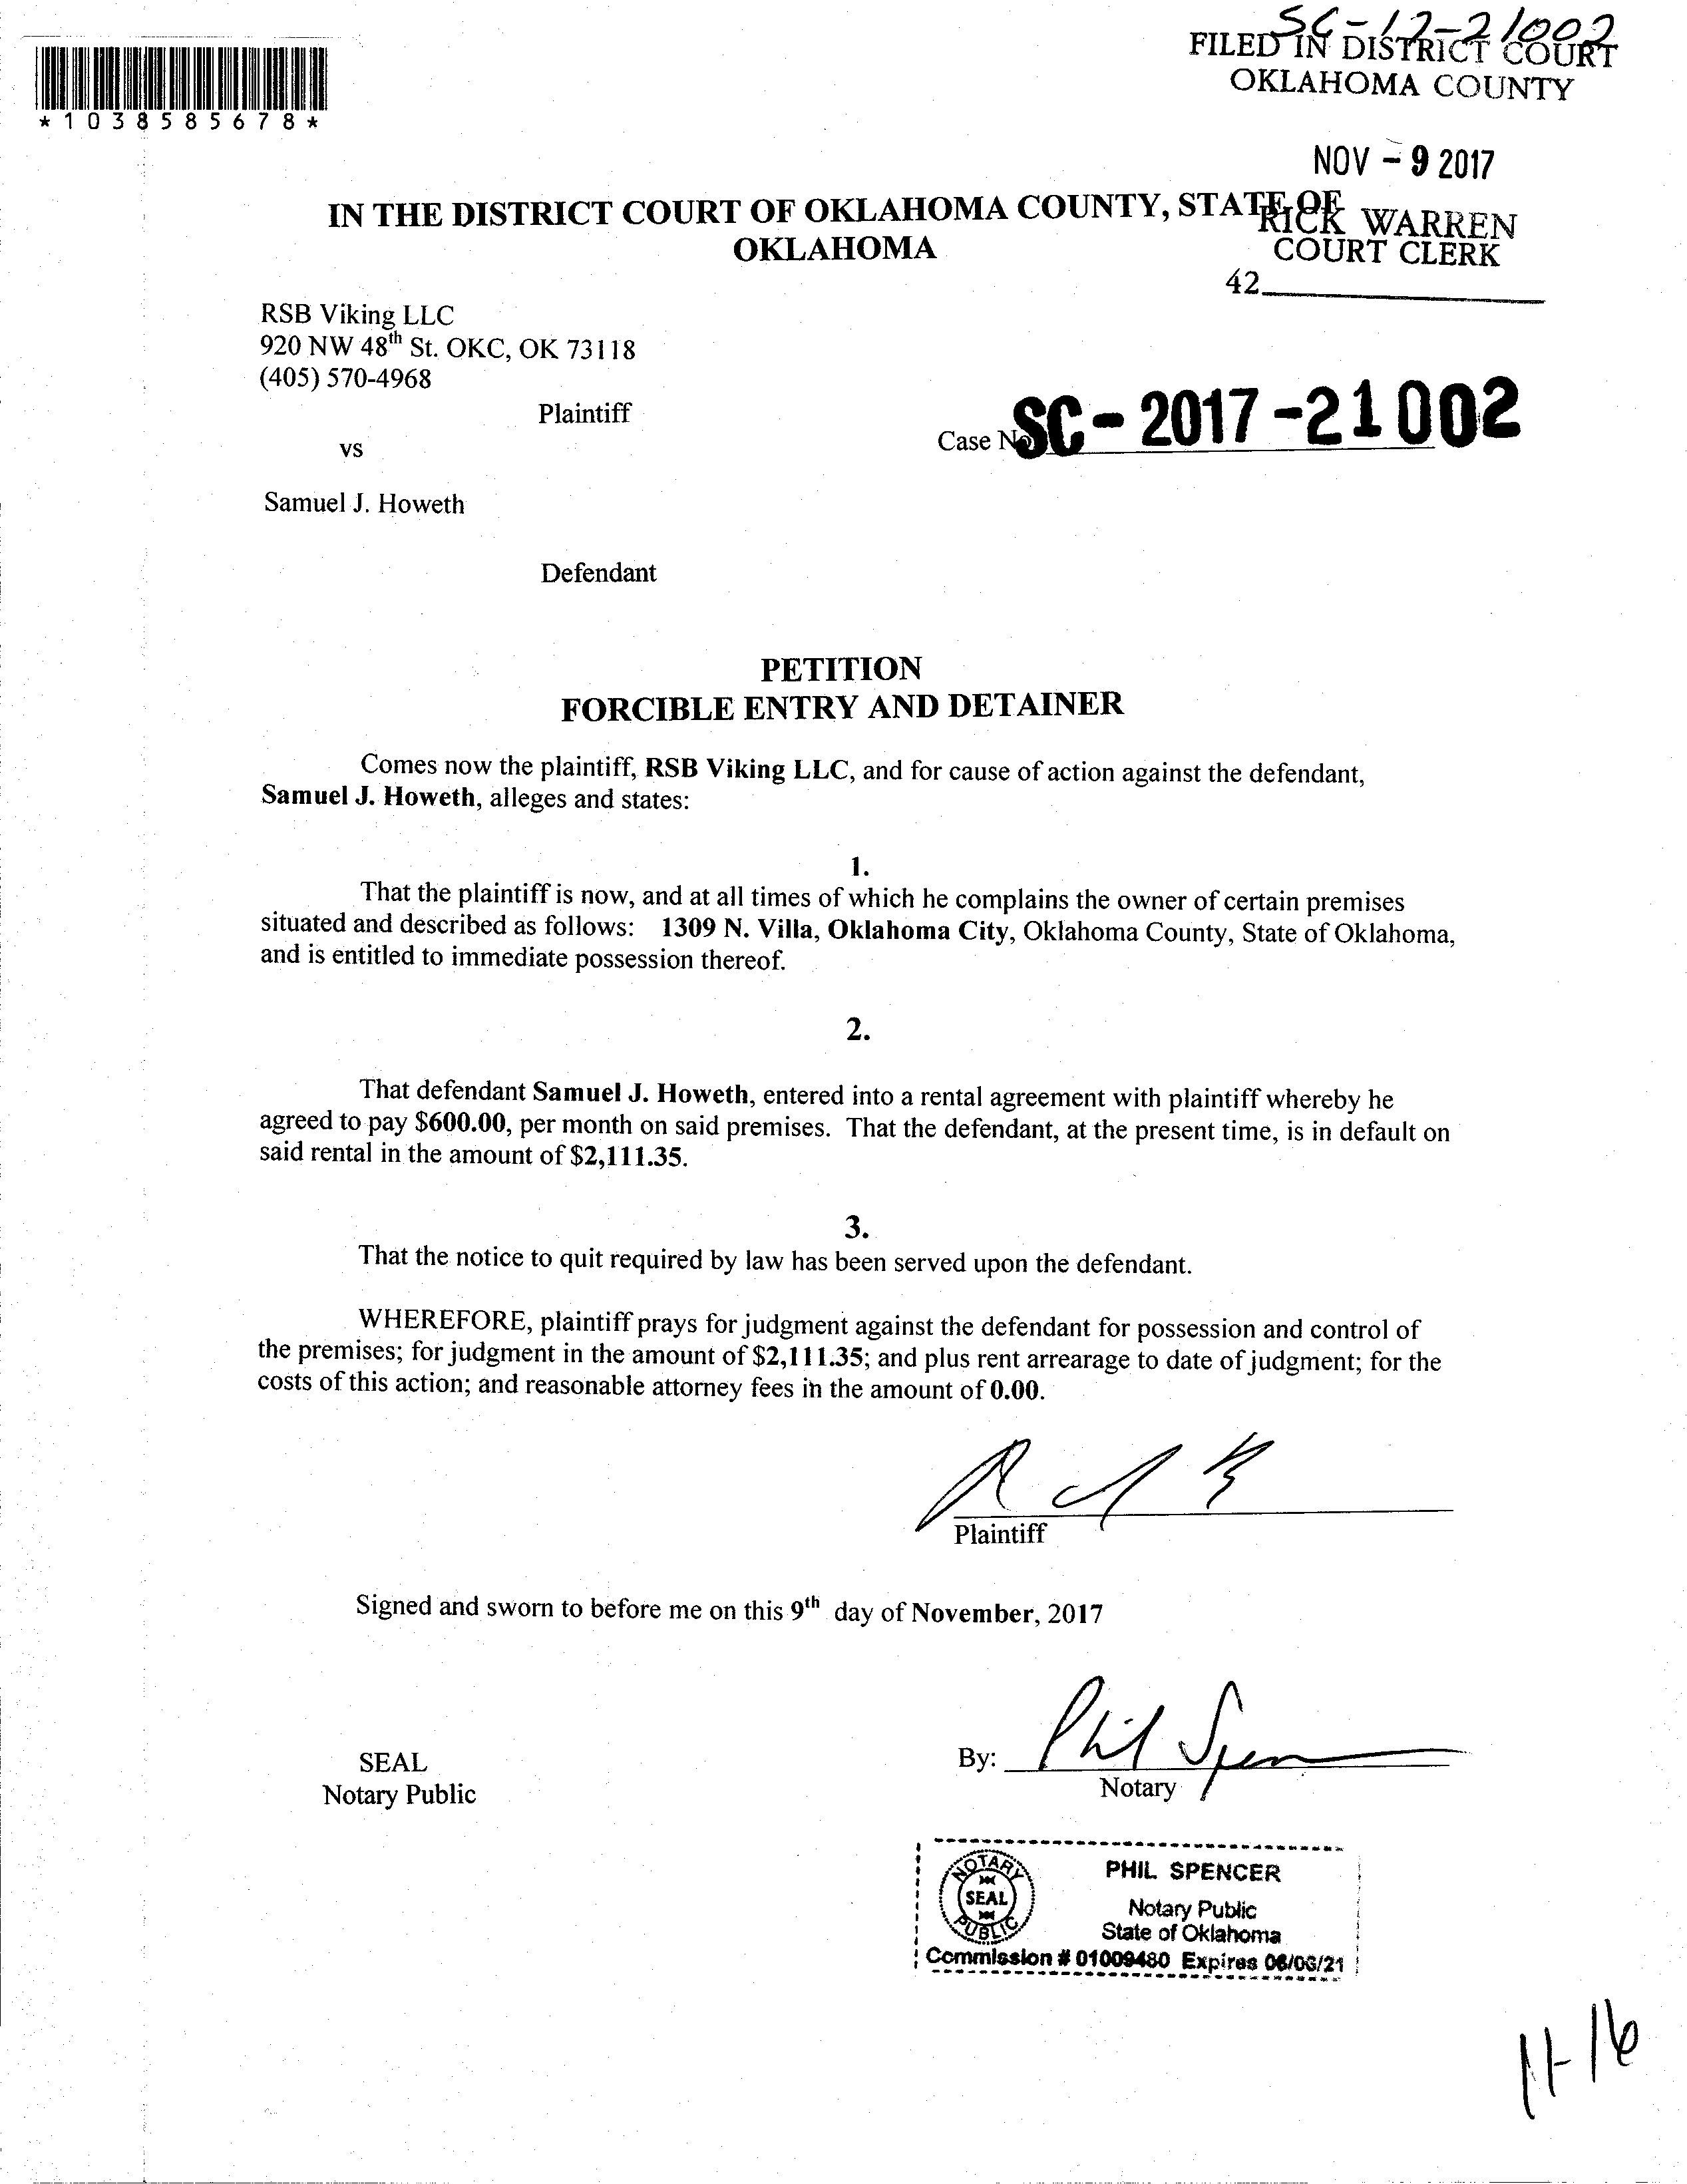 SC-17-21002
FILED IN DISTRICT COURT
OKLAHOMA COUNTY
*1038585678*
NOV - 9 2017
IN THE DISTRICT COURT OF OKLAHOMA COUNTY, STATE OF
OKLAHOMA
RICK WARREN
COURT CLERK
42
RSB Viking LLC
920 NW 48th St. OKC, OK 73118
(405) 570-4968
Plaintiff
vs
Case No SC-2017-21002
Samuel J. Howeth
Defendant
PETITION
FORCIBLE ENTRY AND DETAINER
Comes now the plaintiff, RSB Viking LLC, and for cause of action against the defendant,
Samuel J. Howeth, alleges and states:
1.
That the plaintiff is now, and at all times of which he complains the owner of certain premises
situated and described as follows: 1309 N. Villa, Oklahoma City, Oklahoma County, State of Oklahoma,
and is entitled to immediate possession thereof.
2.
That defendant Samuel J. Howeth, entered into a rental agreement with plaintiff whereby he
agreed to pay $600.00, per month on said premises. That the defendant, at the present time, is in default on
said rental in the amount of $2,111.35.
3.
That the notice to quit required by law has been served upon the defendant.
WHEREFORE, plaintiff prays for judgment against the defendant for possession and control of
the premises; for judgment in the amount of $2,111.35; and plus rent arrearage to date of judgment; for the
costs of this action; and reasonable attorney fees in the amount of 0.00.
Plaintiff
Signed and sworn to before me on this 9th day of November, 2017
SEAL
Notary Public
By: Phil Spencer
Notary
NOTARY
SEAL
PUBLIC
PHIL SPENCER
Notary Public
State of Oklahoma
Commission # 01009480 Expires 06/06/21
11-16